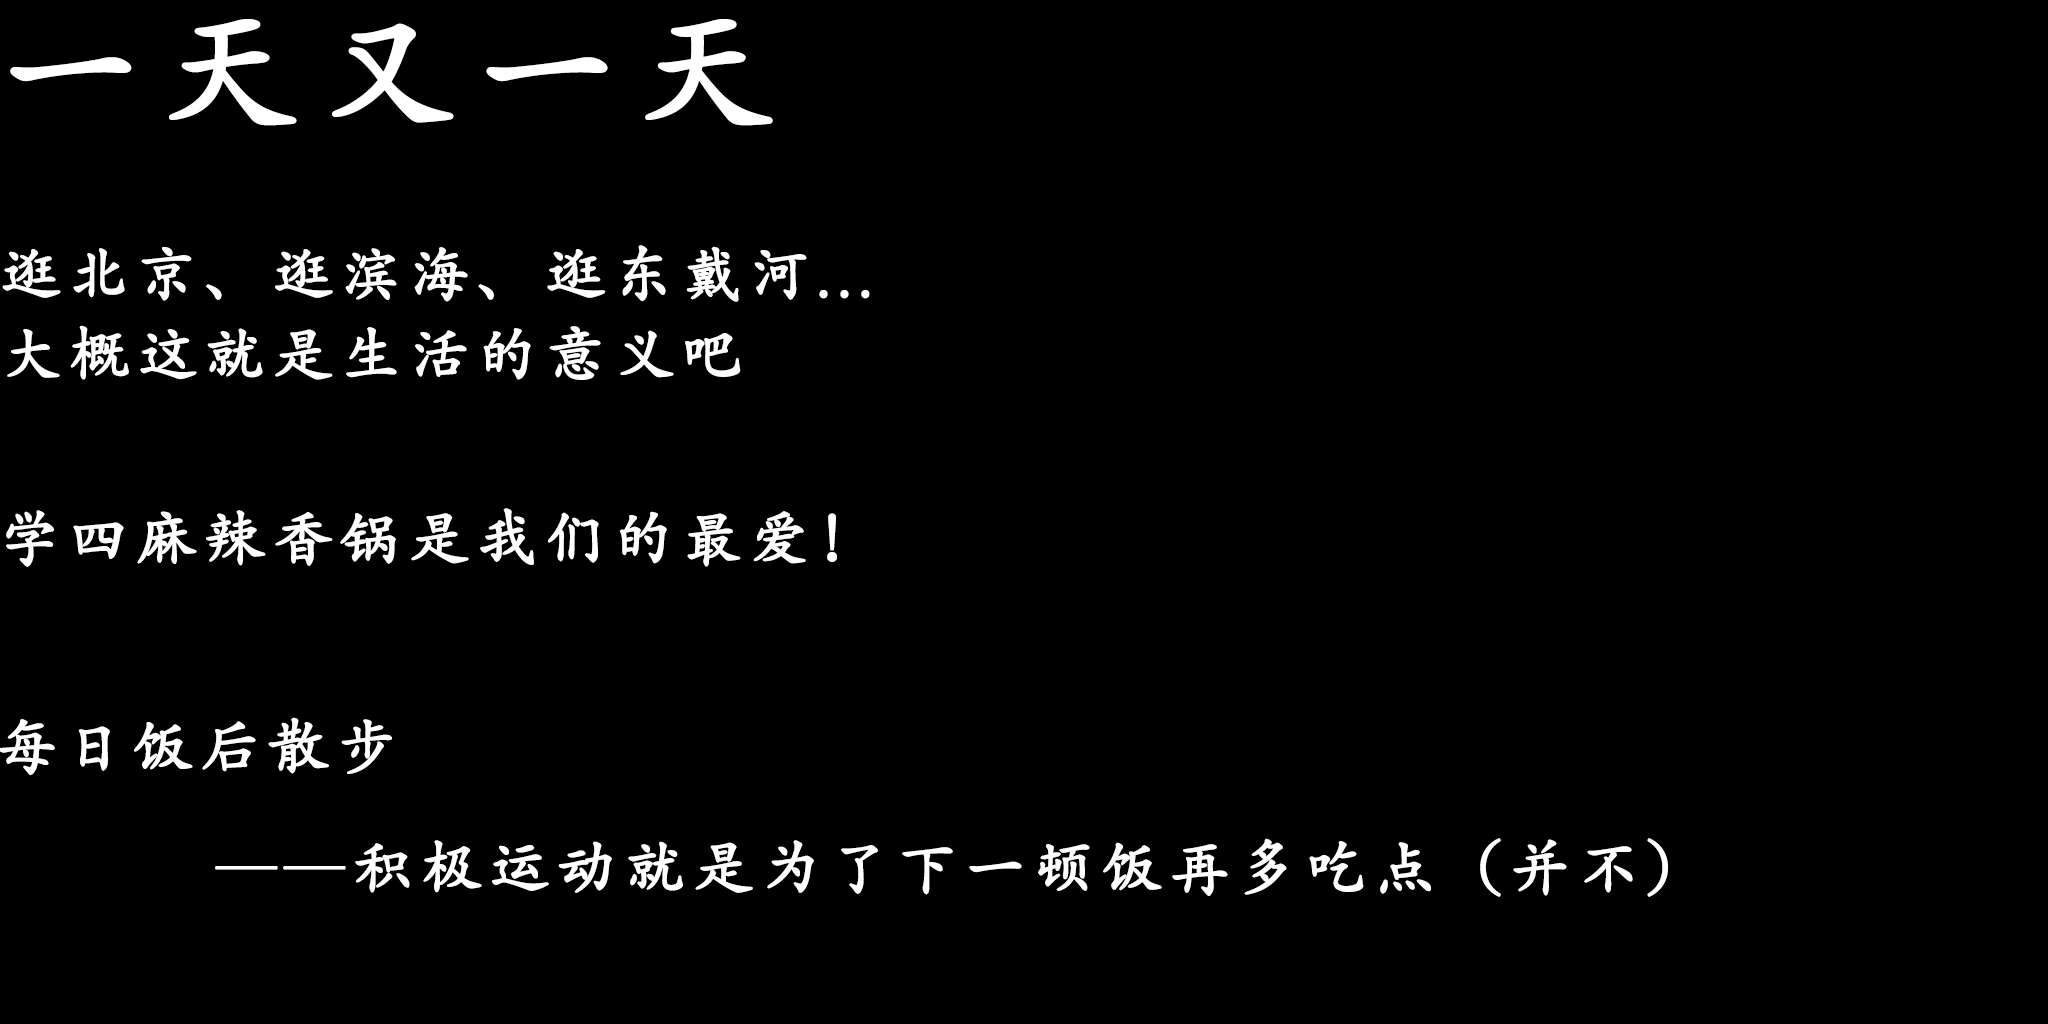 一天又一天
逛北京、逛滨海、逛东戴河...
大概这就是生活的意义吧
学四麻辣香锅是我们的最爱！
每日饭后散步
——积极运动就是为了下一顿饭再多吃点（并不）